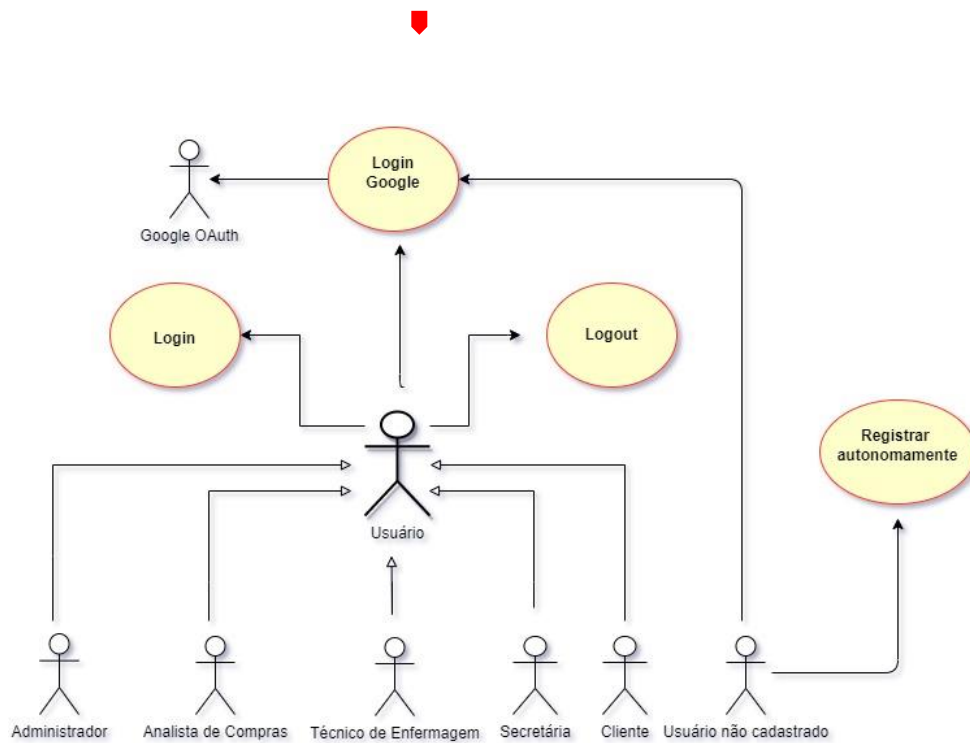 Login
Google
Google OAuth
Login
Logout
Registrar
autonomamente
Usuário
Administrador
Analista de Compras
Técnico de Enfermagem
Secretária
Cliente
Usuário não cadastrado